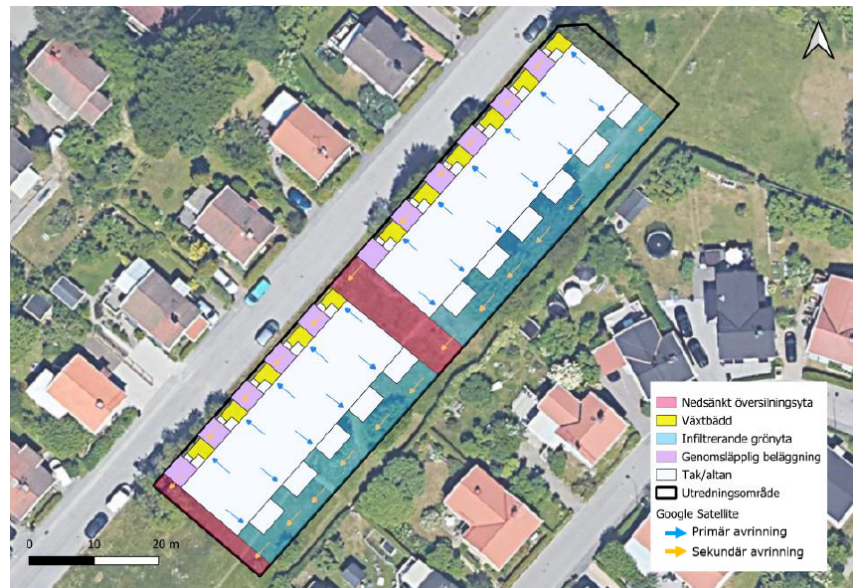 Nedsänkt översilningsyta
Växtbädd
Infiltrerande grönyta
Genomsläpplig beläggning
Tak/altan
Utredningsområde
Google Satellite
Primär avrinning
Sekundär avrinning
0 10 20 m